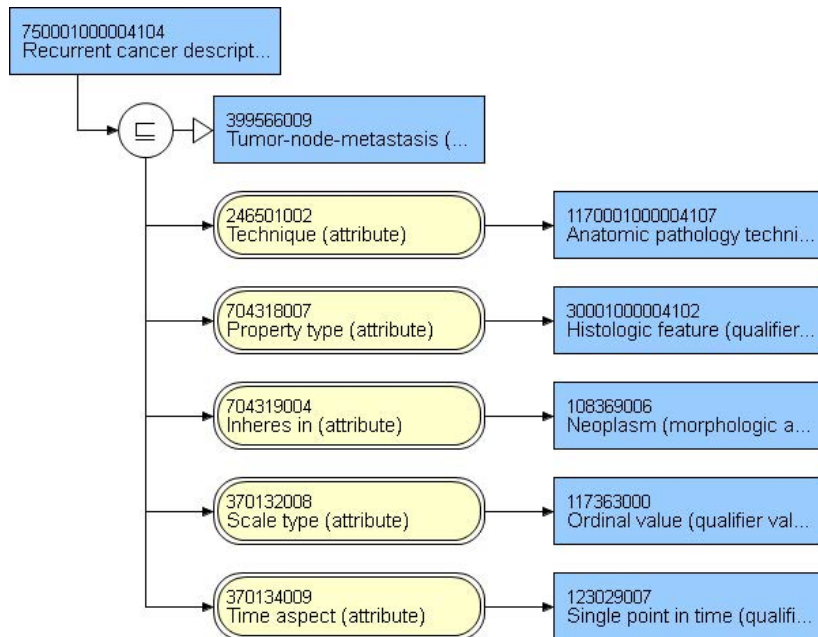 750001000004104
Recurrent cancer descript...
⊑
399566009
Tumor-node-metastasis (...
246501002
Technique (attribute)
1170001000004107
Anatomic pathology techni...
704318007
Property type (attribute)
30001000004102
Histologic feature (qualifier...
704319004
Inheres in (attribute)
108369006
Neoplasm (morphologic a...
370132008
Scale type (attribute)
117363000
Ordinal value (qualifier val...
370134009
Time aspect (attribute)
123029007
Single point in time (qualifi...